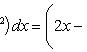 ²)dx = (2x −